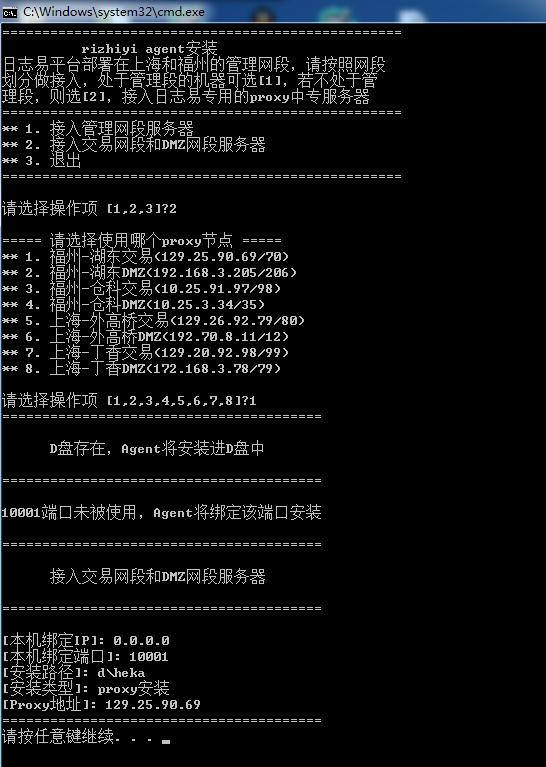 C:\Windows\system32\cmd.exe
==================================================
rizhiyi agent安装
日志易平台部署在上海和福州的管理网段，请按照网段
划分做接入，处于管理段的机器可选[1]，若不处于管
理段，则选[2]，接入日志易专用的proxy中专服务器
==================================================
** 1. 接入管理网段服务器
** 2. 接入交易网段和DMZ网段服务器
** 3. 退出
==================================================
请选择操作项 [1,2,3]?2
===== 请选择使用哪个proxy节点 =====
** 1. 福州-湖东交易(129.25.90.69/70)
** 2. 福州-湖东DMZ(192.168.3.205/206)
** 3. 福州-仓科交易(10.25.91.97/98)
** 4. 福州-仓科DMZ(10.25.3.34/35)
** 5. 上海-外高桥交易(129.26.92.79/80)
** 6. 上海-外高桥DMZ(192.70.8.11/12)
** 7. 上海-丁香交易(129.20.92.98/99)
** 8. 上海-丁香DMZ(172.168.3.78/79)
请选择操作项 [1,2,3,4,5,6,7,8]?1
========================================
D盘存在，Agent将安装进D盘中
========================================
10001端口未被使用，Agent将绑定该端口安装
========================================
接入交易网段和DMZ网段服务器
========================================
[本机绑定IP]: 0.0.0.0
[本机绑定端口]: 10001
[安装路径]: d\heka
[安装类型]: proxy安装
[Proxy地址]: 129.25.90.69
========================================
请按任意键继续. . . _